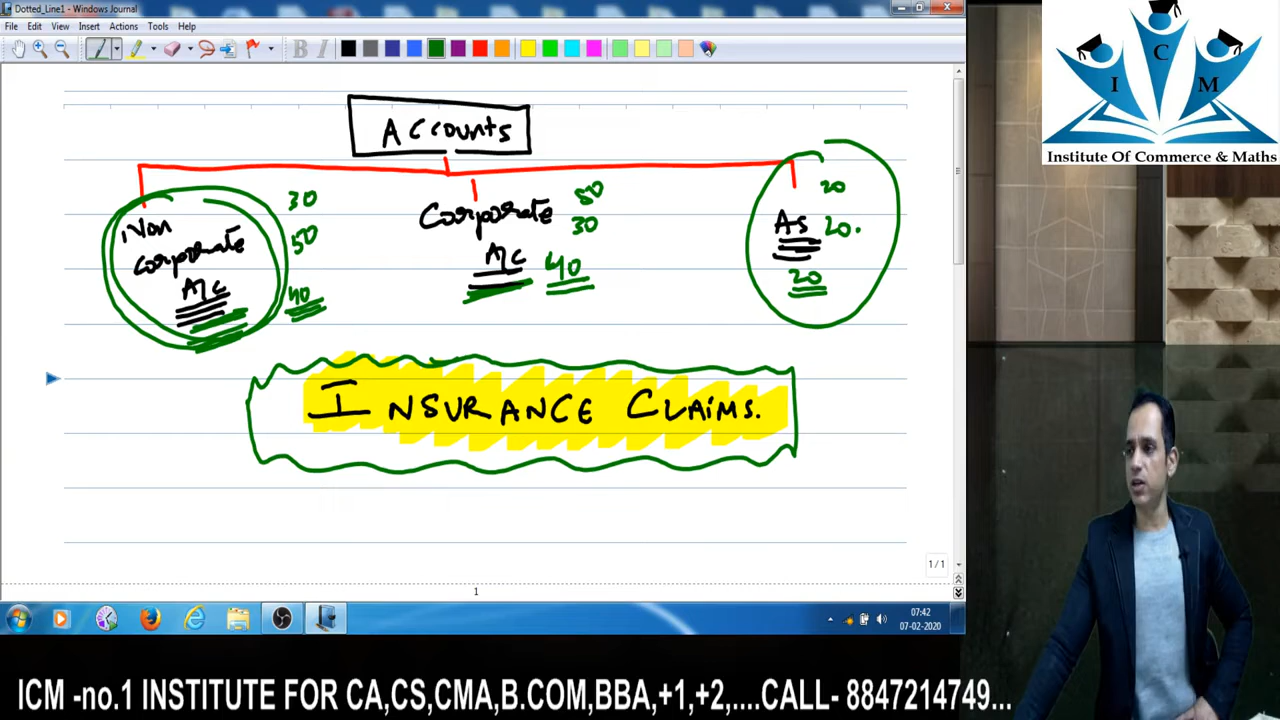 Dotted_Line1 - Windows Journal
File Edit View Insert Actions Tools Help
B I
Accounts
Non
Corporate
A/C
30
50
40
Corporate
A/C
50
30
40
As
20
20.
20
INSURANCE CLAIMS.
1/1
1
07:42
07-02-2020
I C M
Institute Of Commerce & Maths
ICM -no.1 INSTITUTE FOR CA,CS,CMA,B.COM,BBA,+1,+2,....CALL- 8847214749...